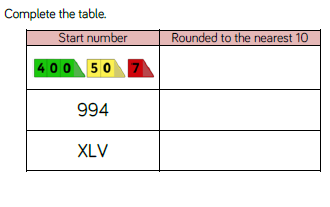 Complete the table.
Start number Rounded to the nearest 10
400 50 7
994
XLV